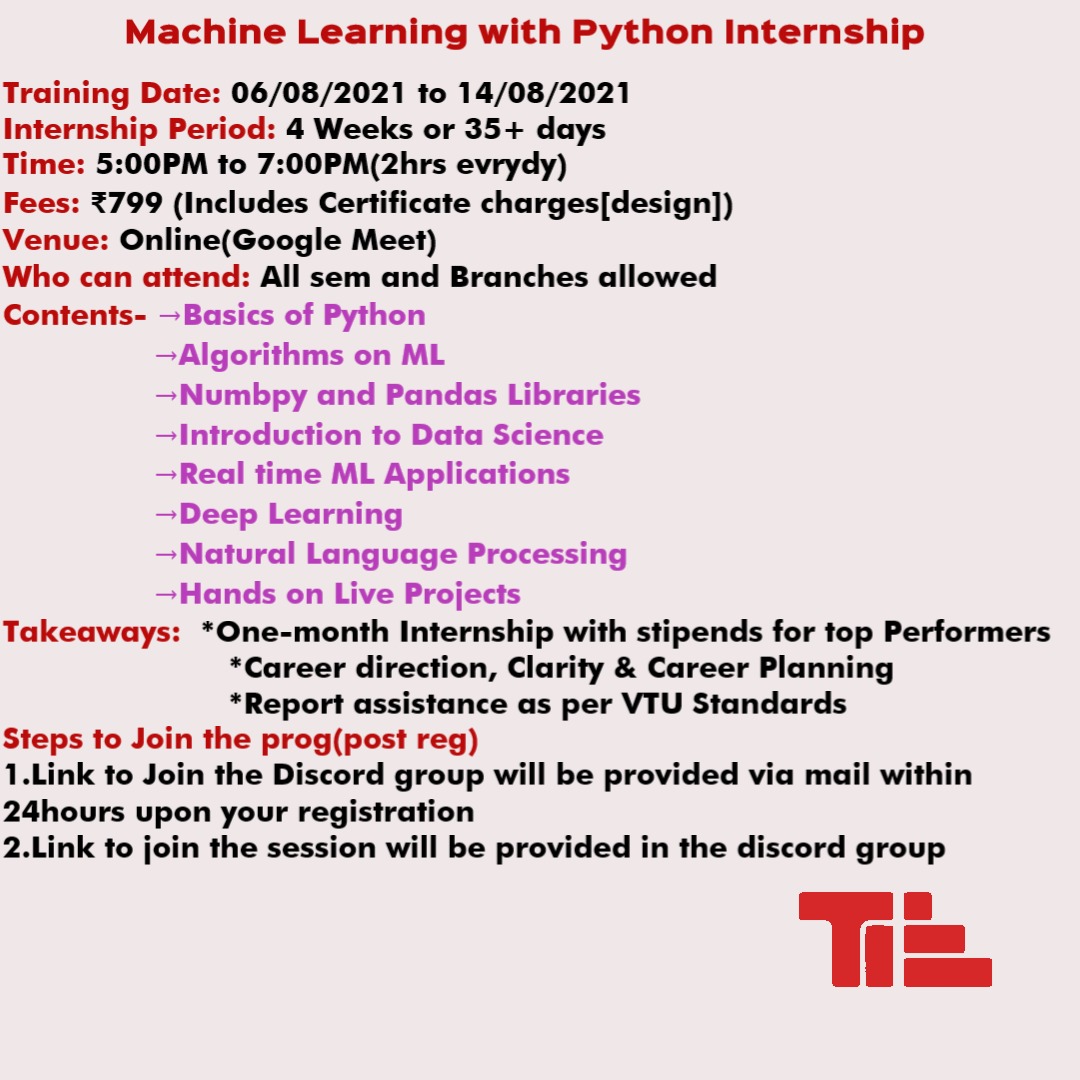 Machine Learning with Python Internship
Training Date: 06/08/2021 to 14/08/2021
Internship Period: 4 Weeks or 35+ days
Time: 5:00PM to 7:00PM(2hrs evrydy)
Fees: ₹799 (Includes Certificate charges[design])
Venue: Online(Google Meet)
Who can attend: All sem and Branches allowed
Contents- →Basics of Python
→Algorithms on ML
→Numbpy and Pandas Libraries
→Introduction to Data Science
→Real time ML Applications
→Deep Learning
→Natural Language Processing
→Hands on Live Projects
Takeaways: *One-month Internship with stipends for top Performers
*Career direction, Clarity & Career Planning
*Report assistance as per VTU Standards
Steps to Join the prog(post reg)
1.Link to Join the Discord group will be provided via mail within
24hours upon your registration
2.Link to join the session will be provided in the discord group